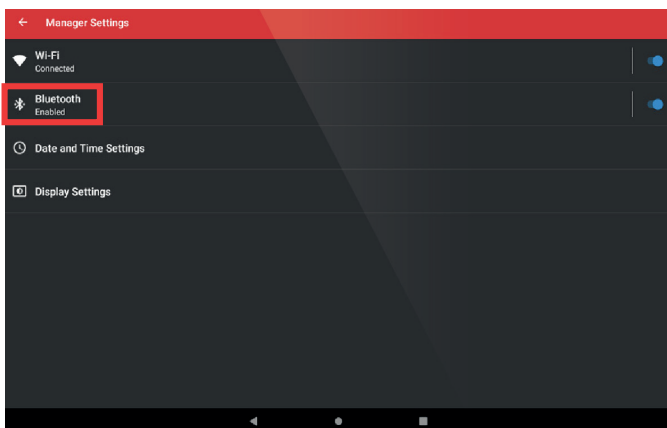 Manager Settings
Wi-Fi
Connected
Bluetooth
Enabled
Date and Time Settings
Display Settings